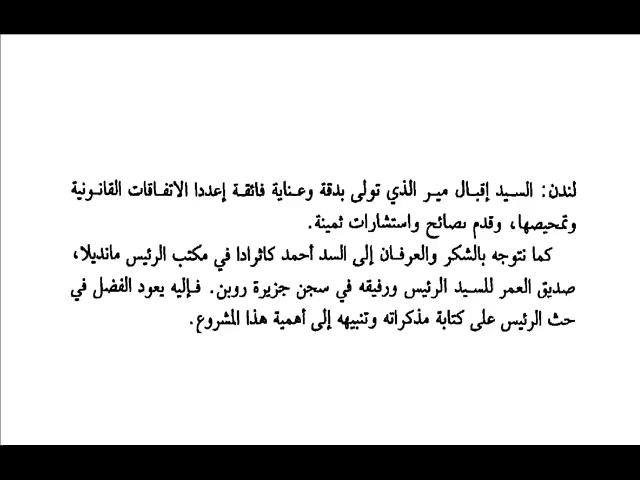 لندن: السيد إقبال مير الذي تولى بدقة وعناية فائقة إعددا الاتفاقات القانونية
وتمحيصها، وقدم نصائح واستشارات ثمينة.
كما نتوجه بالشكر والعرفان إلى السد أحمد كاثرادا في مكتب الرئيس مانديلا،
صديق العمر للسيد الرئيس ورفيقه في سجن جزيرة روبن. فإليه يعود الفضل في
حث الرئيس على كتابة مذكراته وتنبيهه إلى أهمية هذا المشروع.